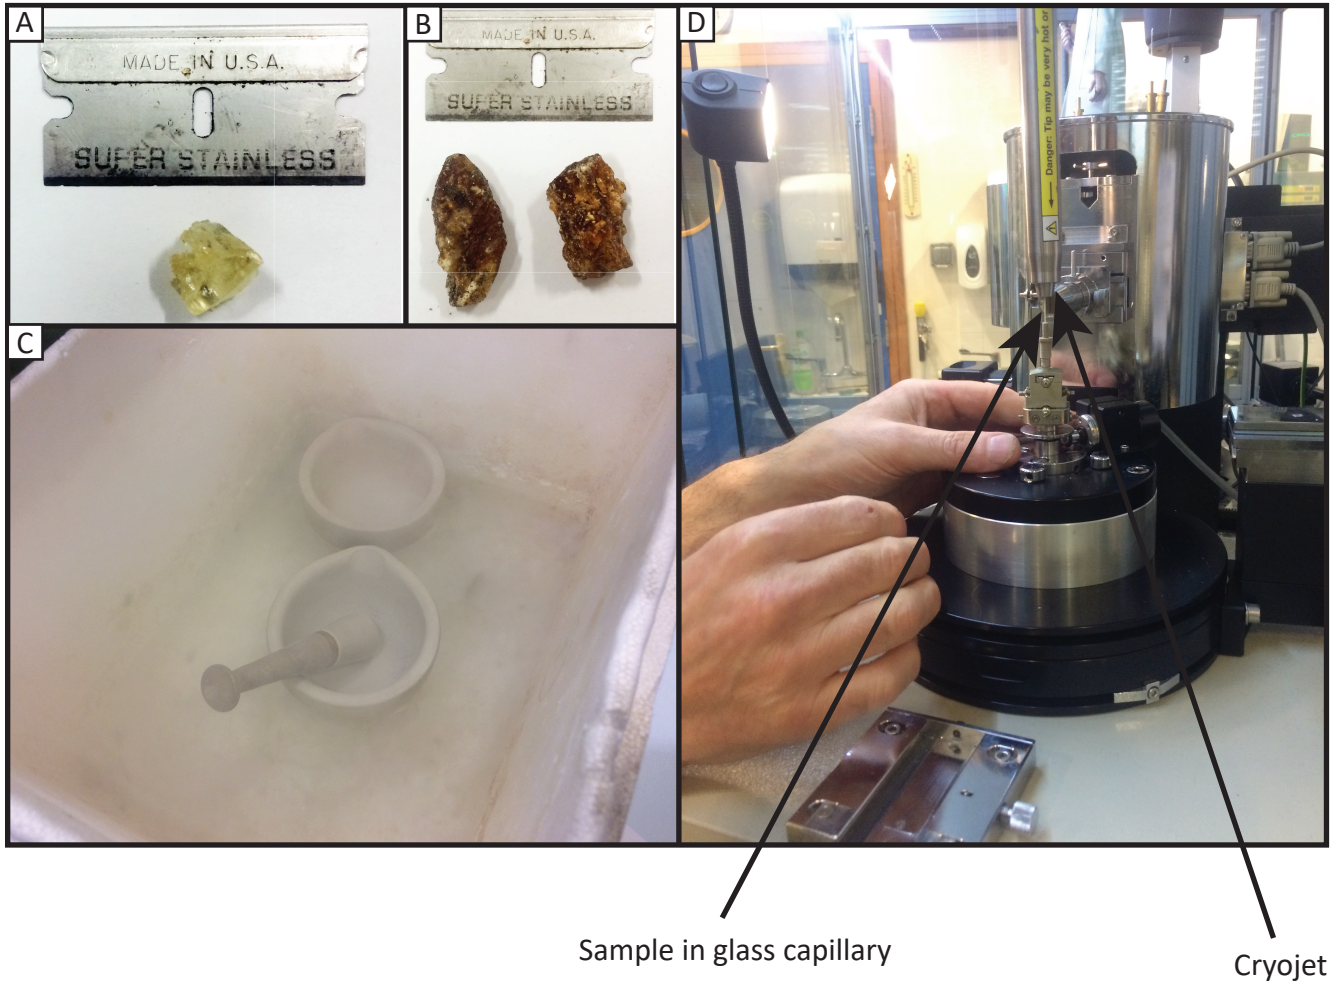 A
MADE IN U.S.A.
SUPER STAINLESS
B
MADE IN U.S.A.
SUPER STAINLESS
C
D
Danger: Tip may be very hot or
Sample in glass capillary
Cryojet